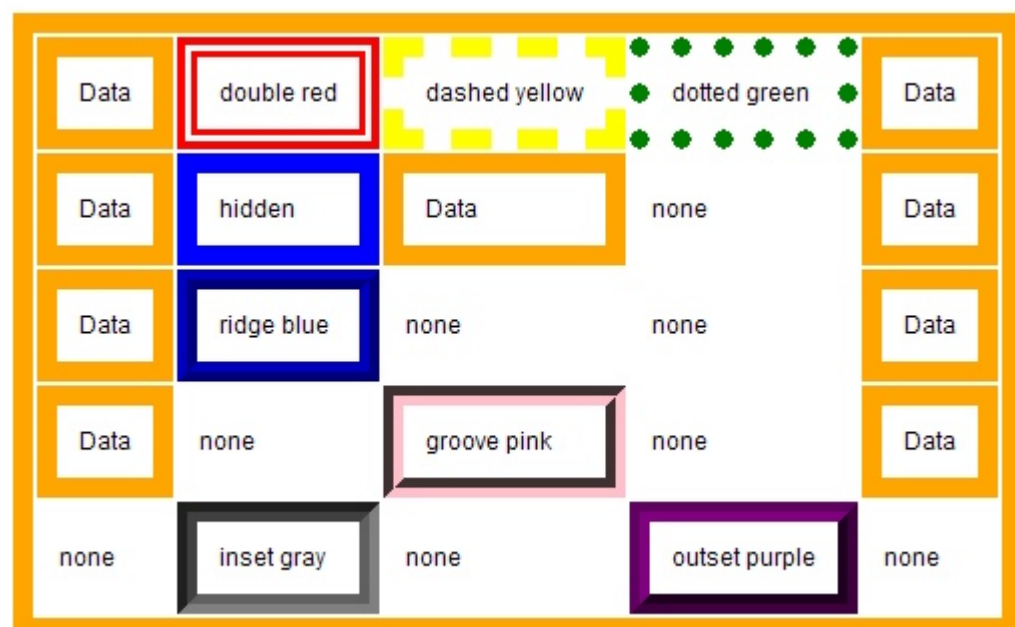 Data double red dashed yellow dotted green Data
Data hidden Data none Data
Data ridge blue none none Data
Data none groove pink none Data
none inset gray none outset purple none